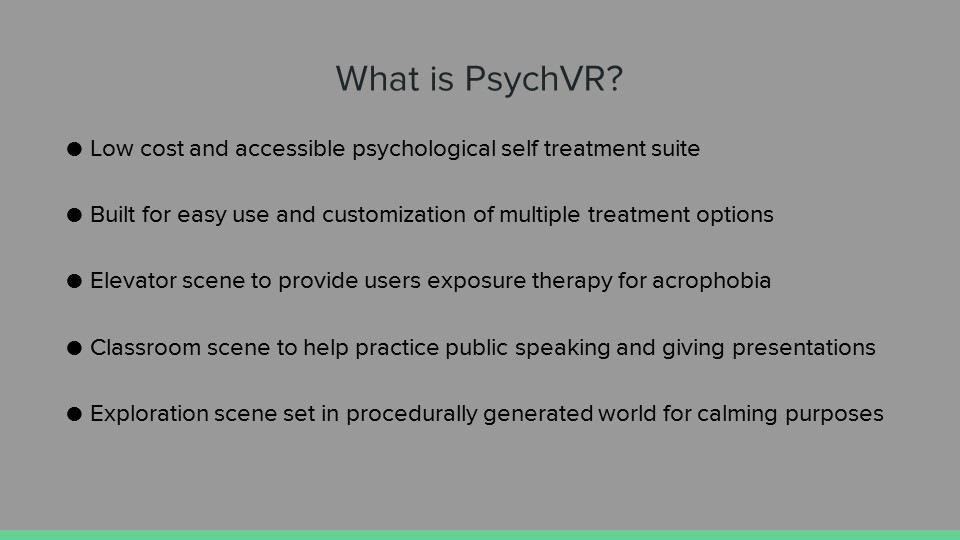 What is PsychVR?
● Low cost and accessible psychological self treatment suite
● Built for easy use and customization of multiple treatment options
● Elevator scene to provide users exposure therapy for acrophobia
● Classroom scene to help practice public speaking and giving presentations
● Exploration scene set in procedurally generated world for calming purposes